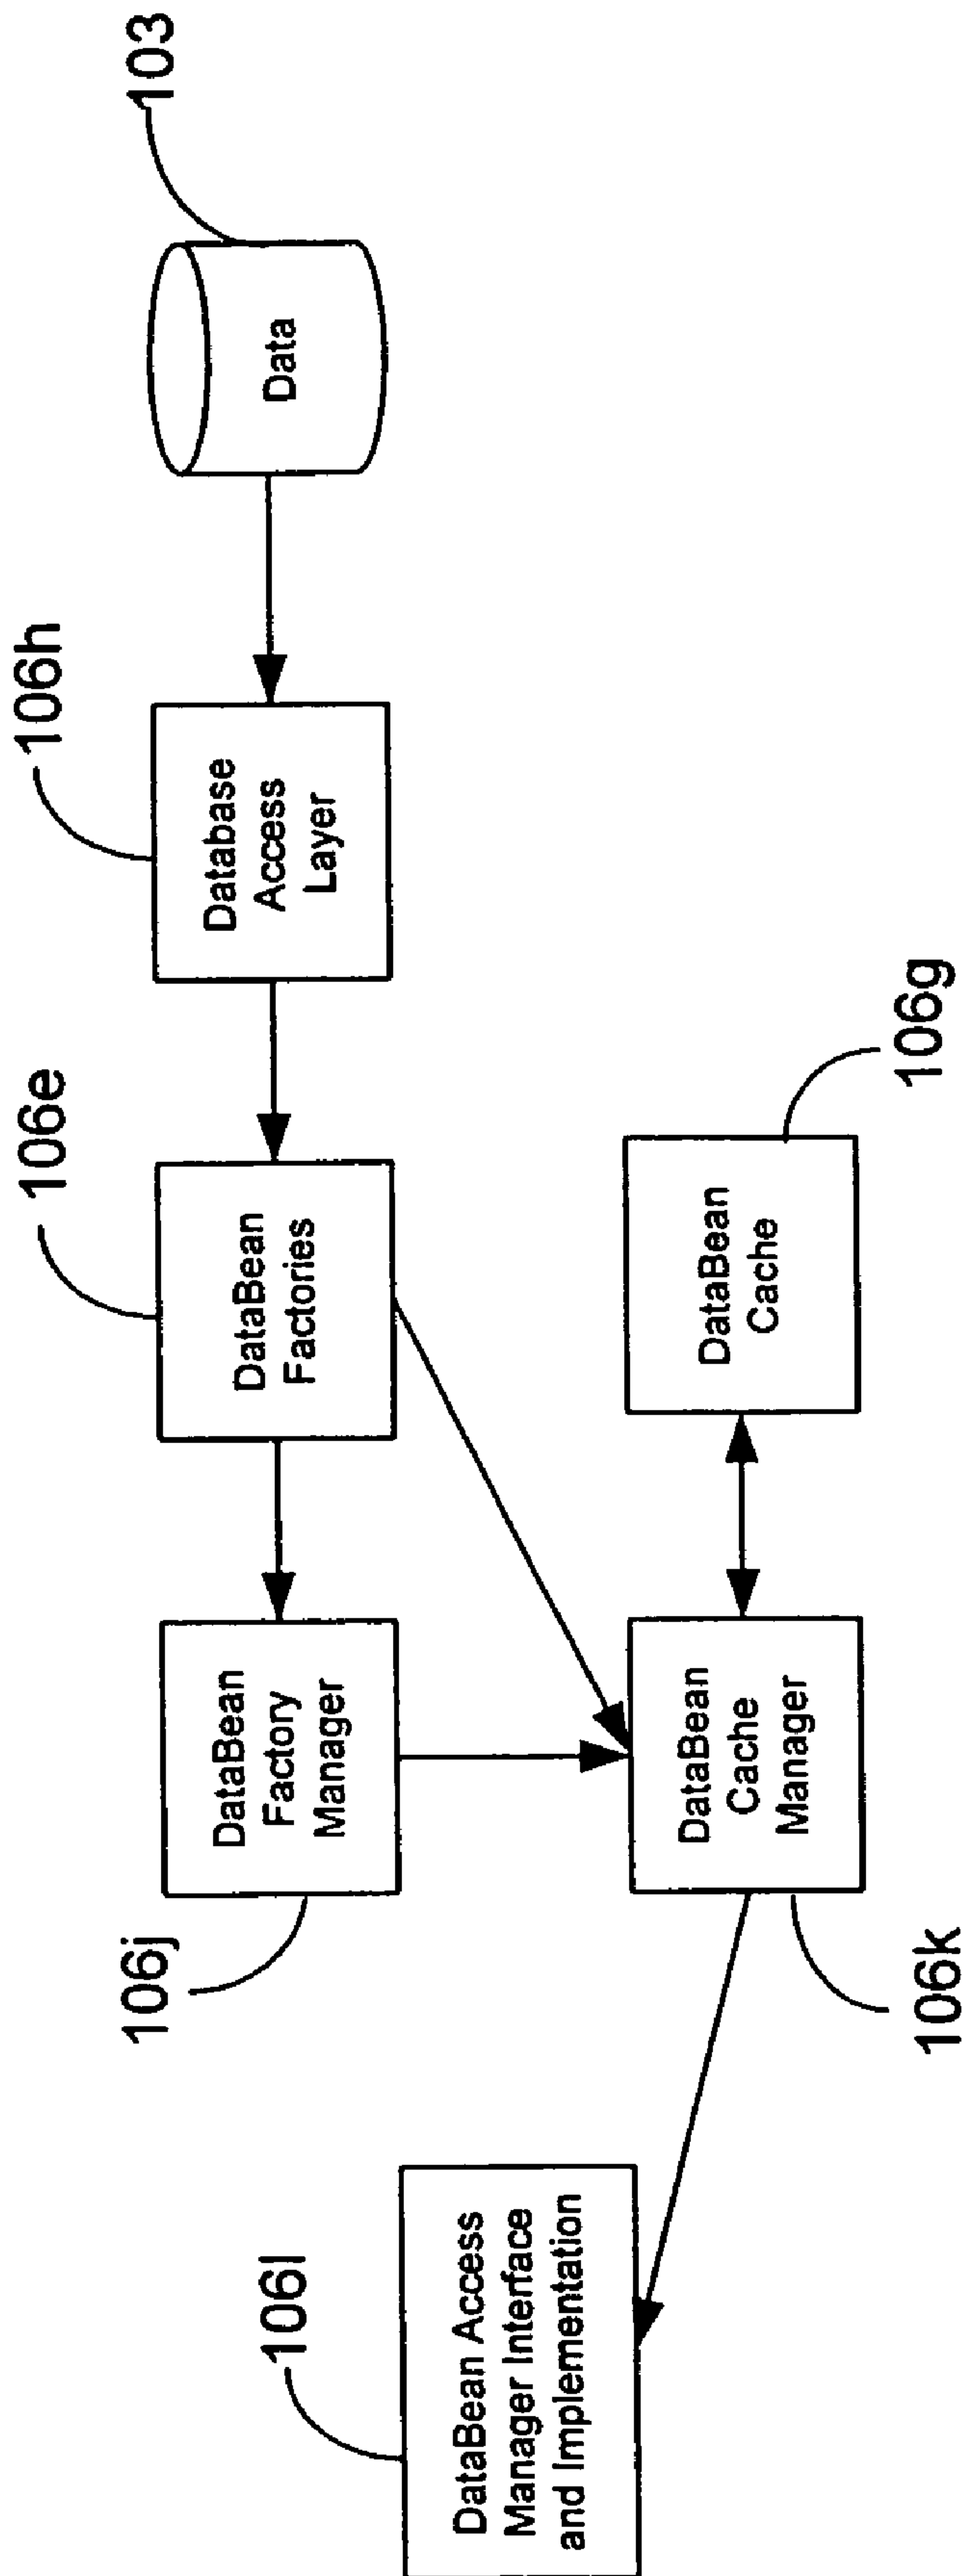 106l
DataBean Access
Manager Interface
and Implementation
106j
DataBean
Factory
Manager
106e
DataBean
Factories
106h
Database
Access
Layer
103
Data
DataBean
Cache
Manager
106k
DataBean
Cache
106g